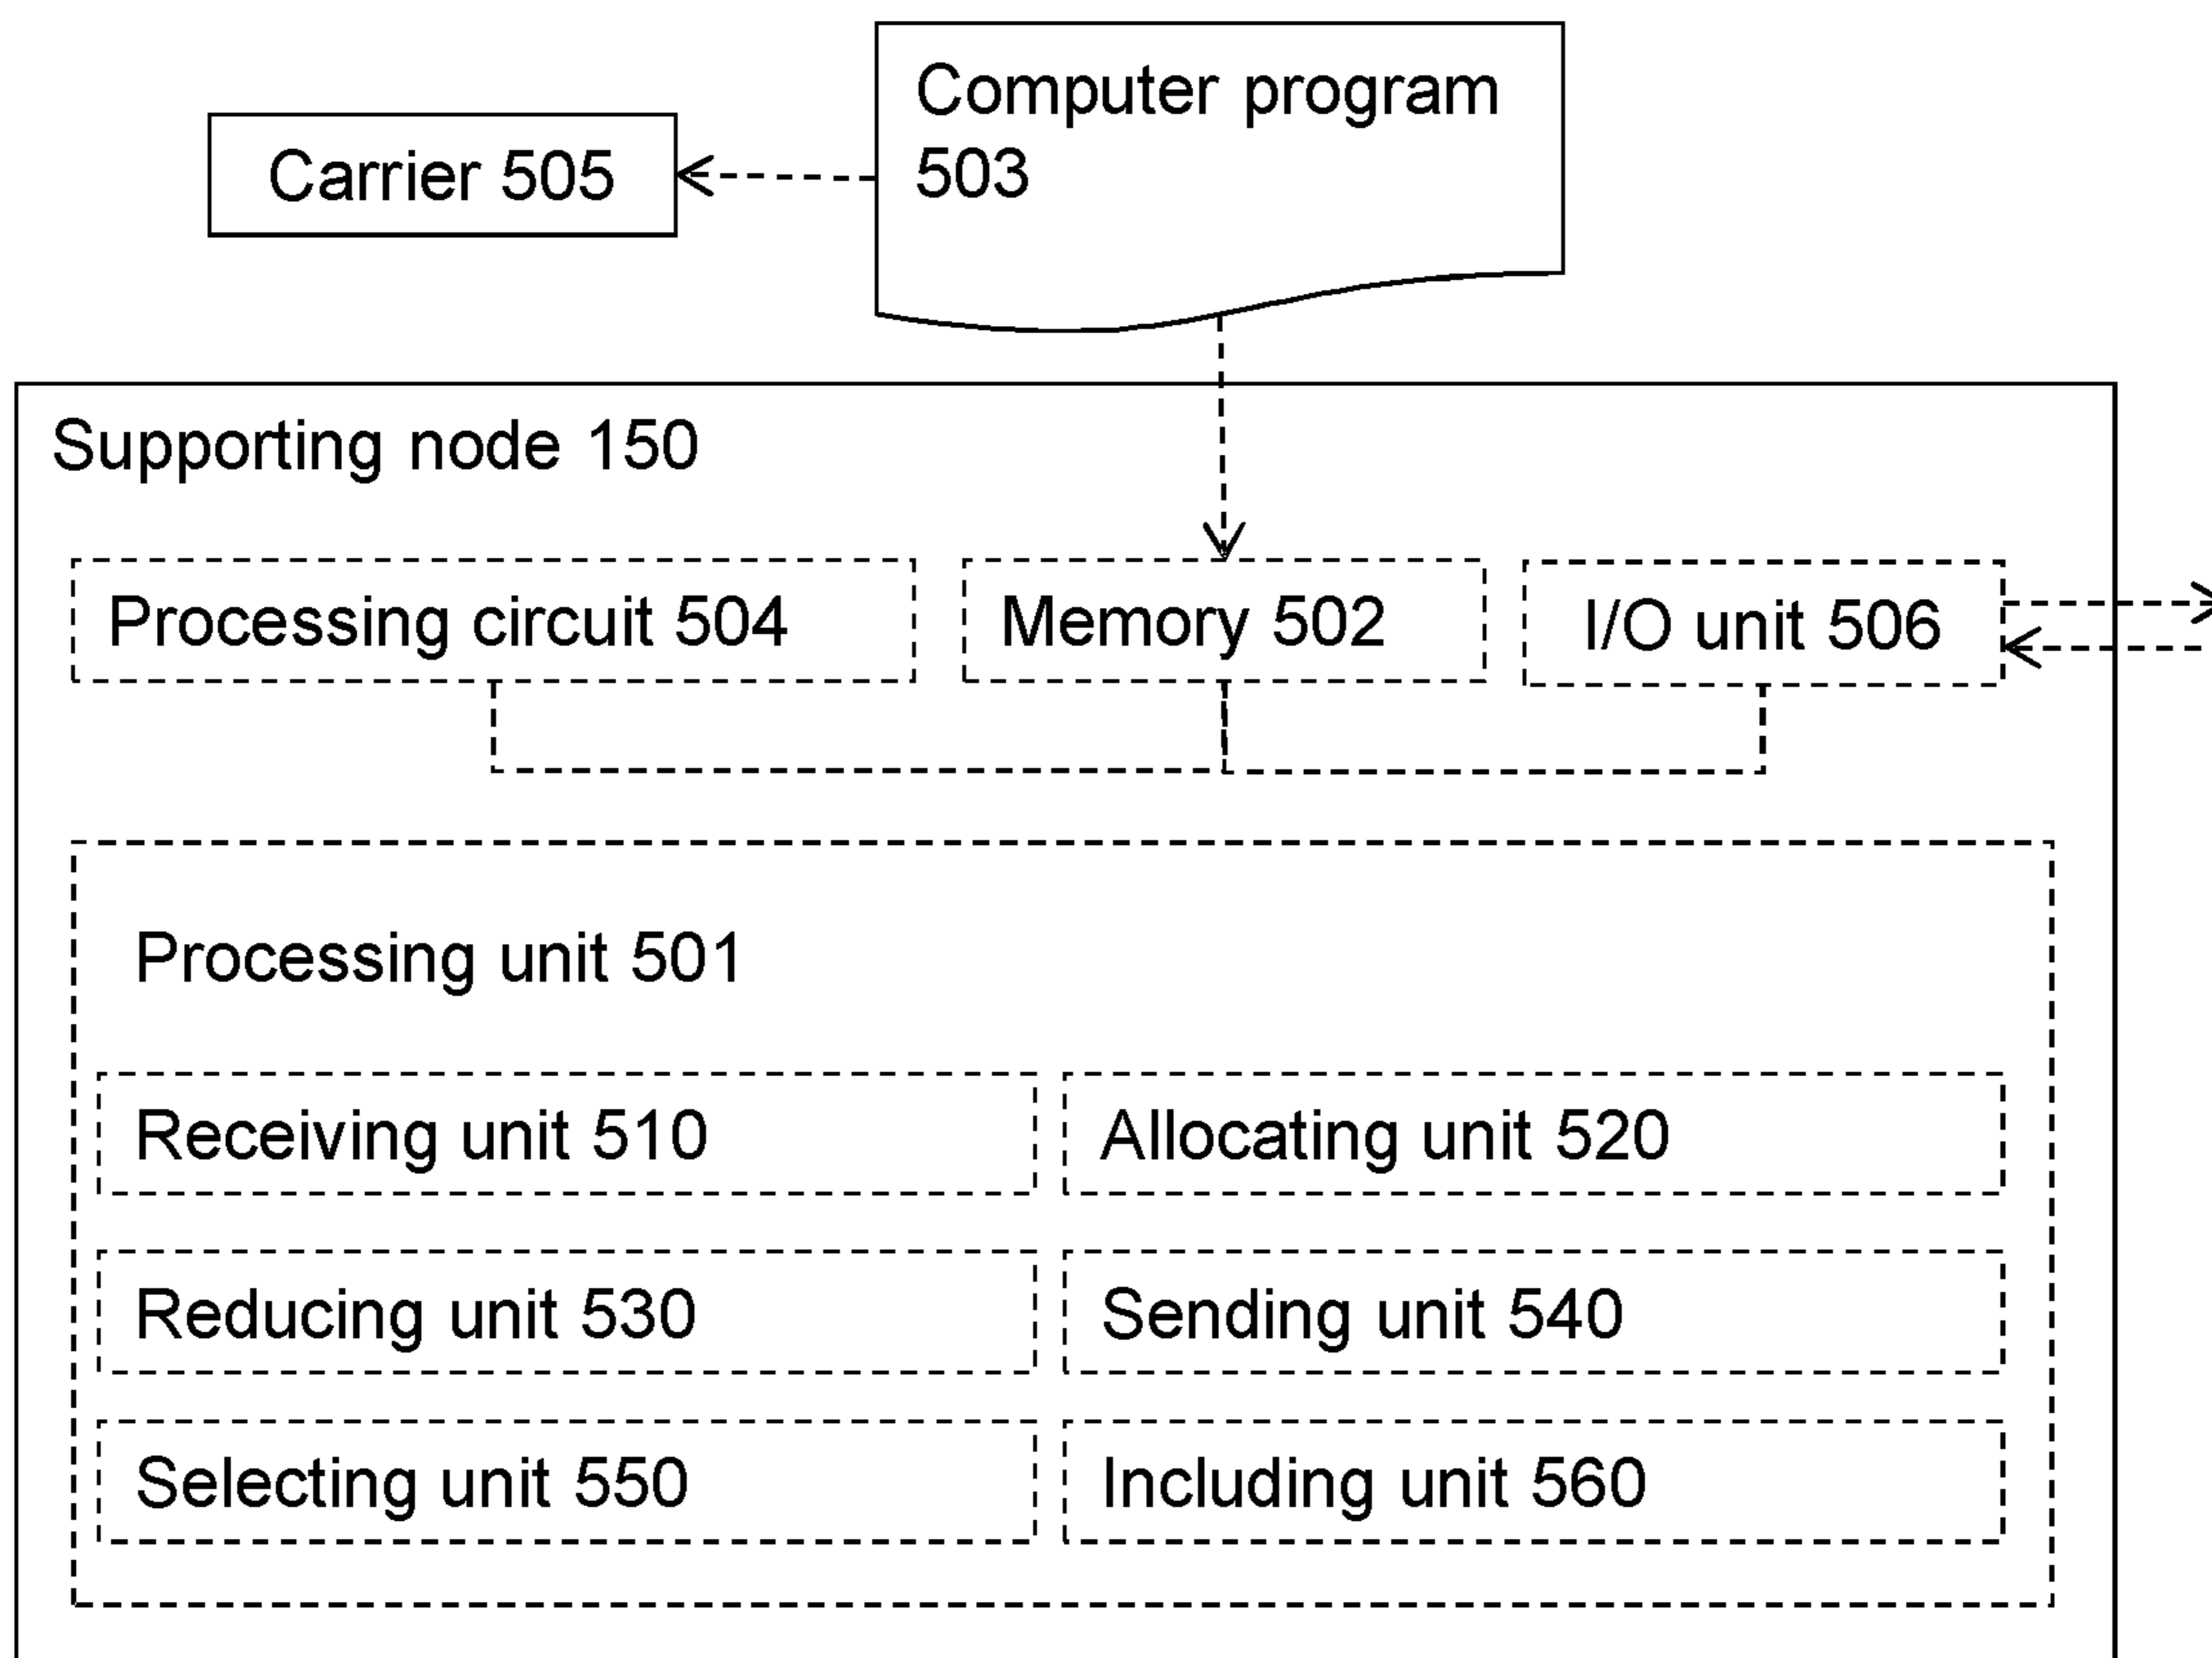 Computer program
503
Carrier 505
Supporting node 150
Processing circuit 504
Memory 502
I/O unit 506
Processing unit 501
Receiving unit 510
Allocating unit 520
Reducing unit 530
Sending unit 540
Selecting unit 550
Including unit 560